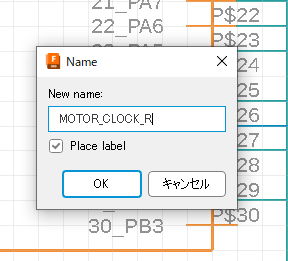 21_PA7
22_PA6
P$22
P$23
Name
New name:
MOTOR_CLOCK_R
Place label
OK
キャンセル
24
25
26
27
28
29
P$30
30_PB3